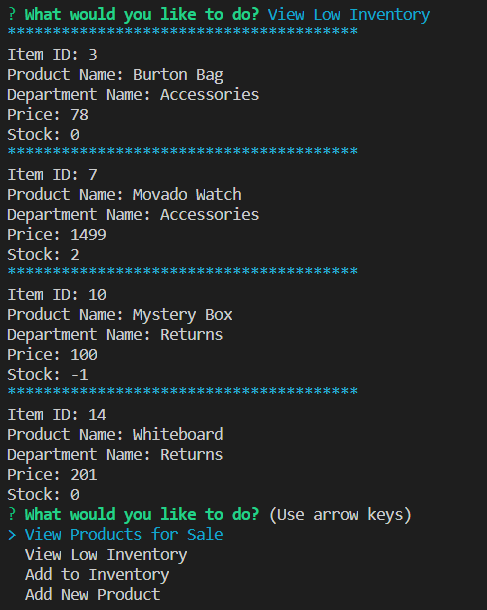 ? What would you like to do? View Low Inventory
***************************************
Item ID: 3
Product Name: Burton Bag
Department Name: Accessories
Price: 78
Stock: 0
***************************************
Item ID: 7
Product Name: Movado Watch
Department Name: Accessories
Price: 1499
Stock: 2
***************************************
Item ID: 10
Product Name: Mystery Box
Department Name: Returns
Price: 100
Stock: -1
***************************************
Item ID: 14
Product Name: Whiteboard
Department Name: Returns
Price: 201
Stock: 0
? What would you like to do? (Use arrow keys)
> View Products for Sale
  View Low Inventory
  Add to Inventory
  Add New Product